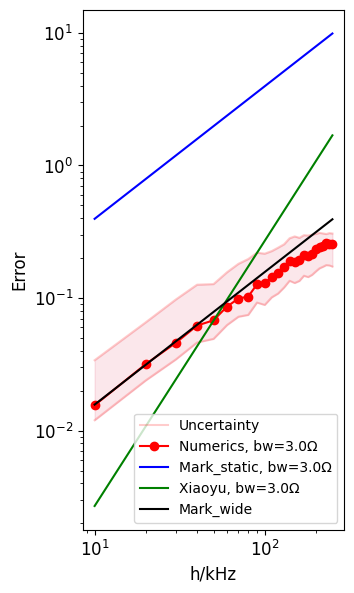 10¹
10⁰
10⁻¹
10⁻²
Error
Uncertainty
Numerics, bw=3.0Ω
Mark_static, bw=3.0Ω
Xiaoyu, bw=3.0Ω
Mark_wide
10¹
10²
h/kHz